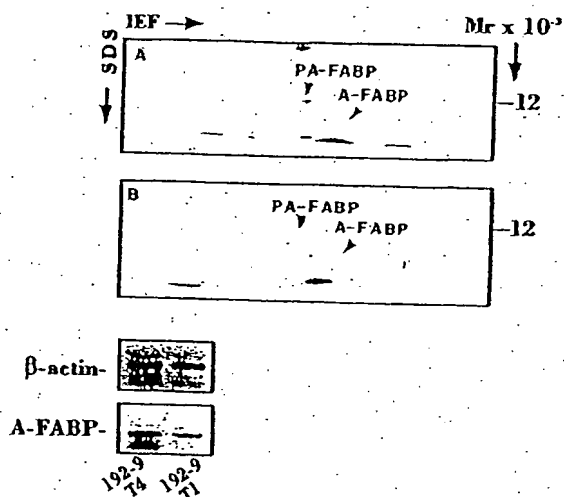 IEF
Mr x 10⁻³
SDS
A
PA-FABP
A-FABP
12
B
PA-FABP
A-FABP
12
β-actin-
A-FABP-
192-9 T4
192-9 T1